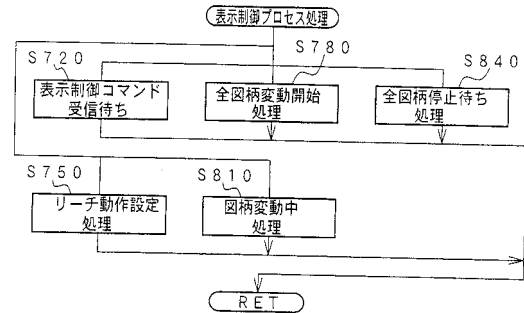 表示制御プロセス処理
S720
S780
S840
表示制御コマンド
受信待ち
全図柄変動開始
処理
全図柄停止待ち
処理
S750
S810
リーチ動作設定
処理
図柄変動中
処理
RET